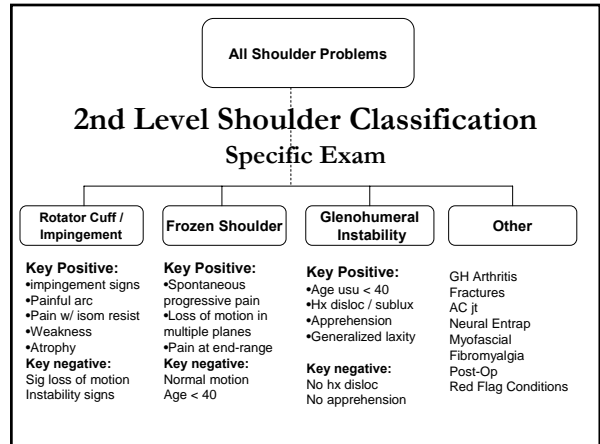 All Shoulder Problems
2nd Level Shoulder Classification
Specific Exam
Rotator Cuff /
Impingement
Frozen Shoulder
Glenohumeral
Instability
Other
Key Positive:
•impingement signs
•Painful arc
•Pain w/ isom resist
•Weakness
•Atrophy
Key negative:
Sig loss of motion
Instability signs
Key Positive:
•Spontaneous
progressive pain
•Loss of motion in
multiple planes
•Pain at end-range
Key negative:
Normal motion
Age < 40
Key Positive:
•Age usu < 40
•Hx disloc / sublux
•Apprehension
•Generalized laxity
Key negative:
No hx disloc
No apprehension
GH Arthritis
Fractures
AC jt
Neural Entrap
Myofascial
Fibromyalgia
Post-Op
Red Flag Conditions